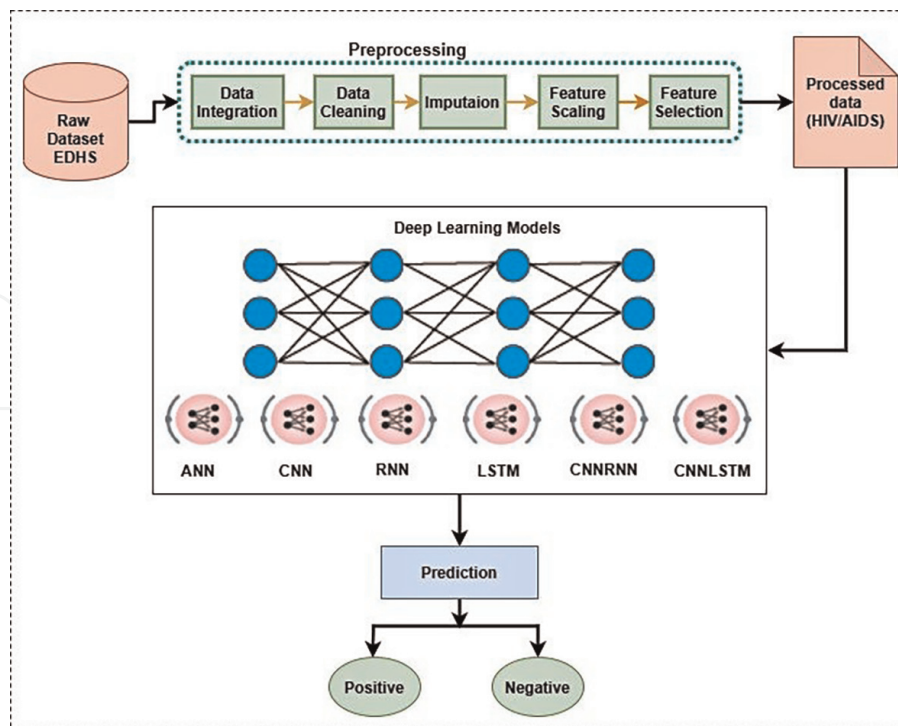 Preprocessing
Raw
Dataset
EDHS
Data
Integration
Data
Cleaning
Imputaion
Feature
Scaling
Feature
Selection
Processed
data
(HIV/AIDS)
Deep Learning Models
ANN
CNN
RNN
LSTM
CNNRNN
CNNLSTM
Prediction
Positive
Negative